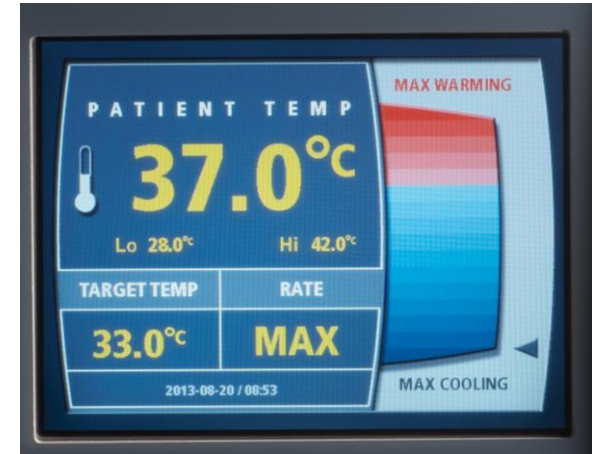 PATIENT TEMP
37.0°C
Lo 28.0°C Hi 42.0°C
TARGET TEMP RATE
33.0°C MAX
2013-08-20 / 08:53
MAX WARMING
MAX COOLING